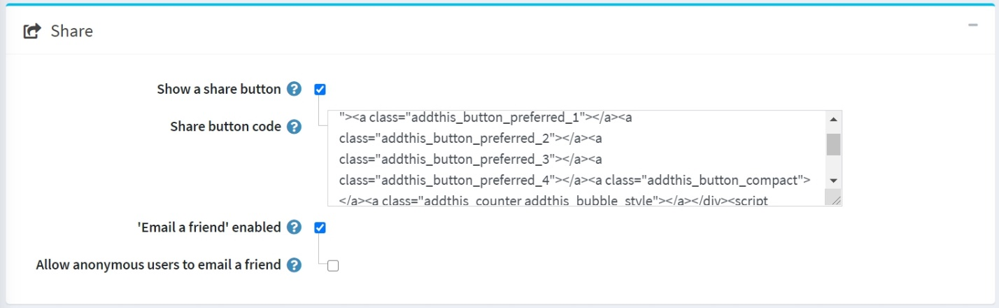 Share
Show a share button
Share button code
"><a class="addthis_button_preferred_1"></a><a
class="addthis_button_preferred_2"></a><a
class="addthis_button_preferred_3"></a><a
class="addthis_button_preferred_4"></a><a class="addthis_button_compact">
</a><a class="addthis_counter addthis_bubble_style"></a></div><script
'Email a friend' enabled
Allow anonymous users to email a friend